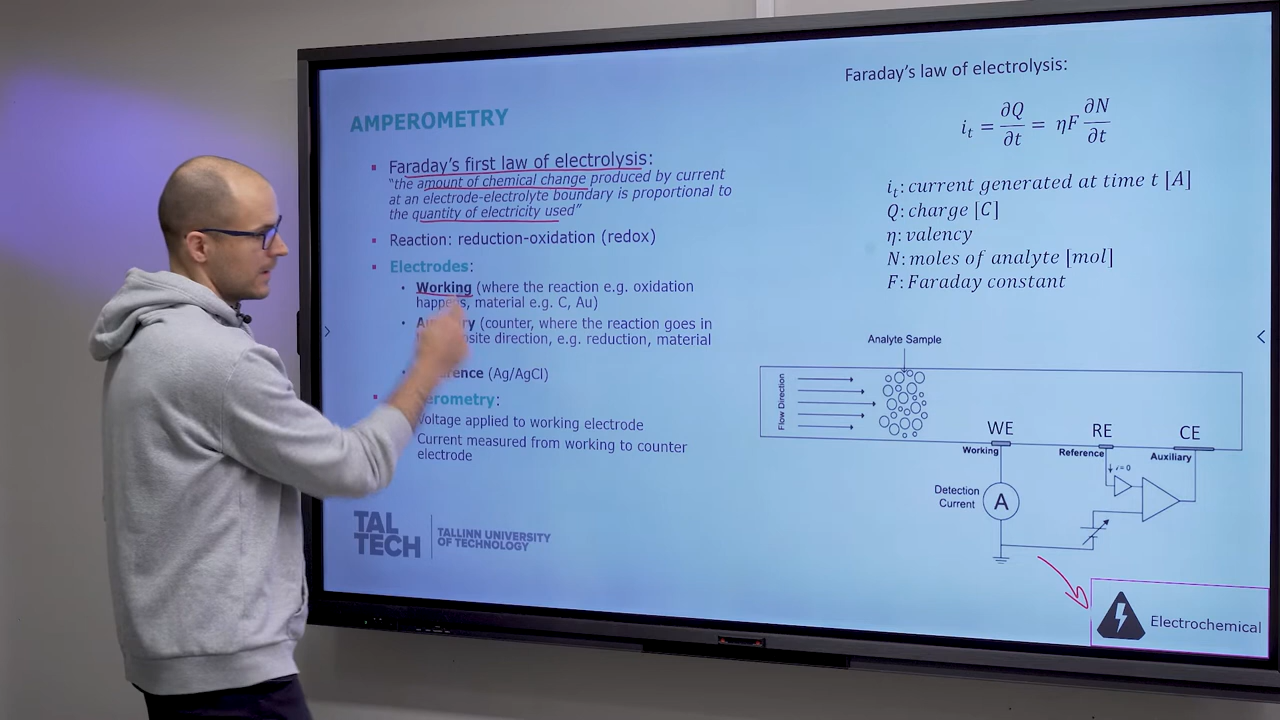 AMPEROMETRY
Faraday's first law of electrolysis:
"the amount of chemical change produced by current
at an electrode-electrolyte boundary is proportional to
the quantity of electricity used"
Reaction: reduction-oxidation (redox)
Electrodes:
Working (where the reaction e.g. oxidation
happens, material e.g. C, Au)
(counter, where the reaction goes in
direction, e.g. reduction, material
(Ag/AgCl)
Voltage applied to working electrode
Current measured from working to counter
electrode
TAL
TECH
TALLINN UNIVERSITY
OF TECHNOLOGY
Faraday's law of electrolysis:
i_t = ∂Q/∂t = ηF ∂N/∂t
i_t: current generated at time t [A]
Q: charge [C]
η: valency
N: moles of analyte [mol]
F: Faraday constant
Analyte Sample
Flow Direction
WE
RE
CE
Working
Reference
Auxiliary
i=0
Detection
Current
A
Electrochemical